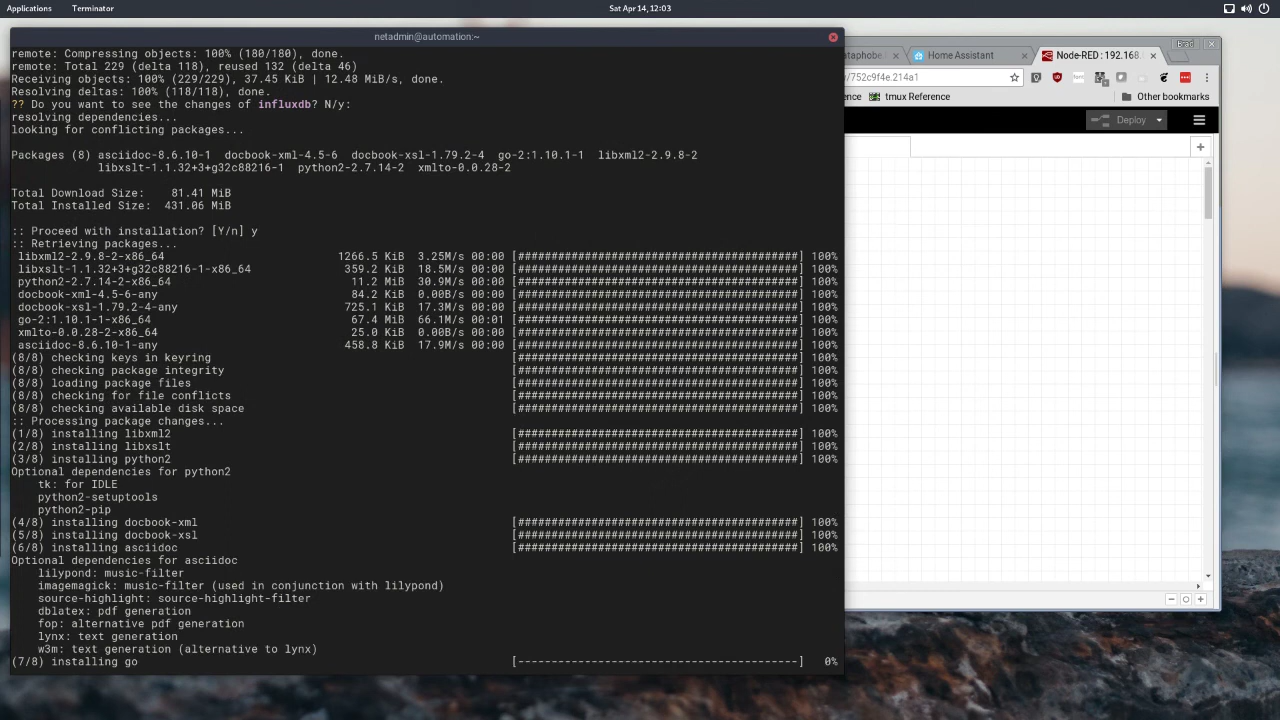 Applications Terminator Sat Apr 14, 12:03
netadmin@automation:~
remote: Compressing objects: 100% (180/180), done.
remote: Total 229 (delta 118), reused 132 (delta 46)
Receiving objects: 100% (229/229), 37.45 KiB | 12.48 MiB/s, done.
Resolving deltas: 100% (118/118), done.
?? Do you want to see the changes of influxdb? N/y:
resolving dependencies...
looking for conflicting packages...
Packages (8) asciidoc-8.6.10-1 docbook-xml-4.5-6 docbook-xsl-1.79.2-4 go-2:1.10.1-1 libxml2-2.9.8-2
libxslt-1.1.32+3+g32c88216-1 python2-2.7.14-2 xmlto-0.0.28-2
Total Download Size: 81.41 MiB
Total Installed Size: 431.06 MiB
:: Proceed with installation? [Y/n] y
:: Retrieving packages...
libxml2-2.9.8-2-x86_64 1266.5 KiB 3.25M/s 00:00 [###########################################] 100%
libxslt-1.1.32+3+g32c88216-1-x86_64 359.2 KiB 18.5M/s 00:00 [###########################################] 100%
python2-2.7.14-2-x86_64 11.2 MiB 30.9M/s 00:00 [###########################################] 100%
docbook-xml-4.5-6-any 84.2 KiB 0.00B/s 00:00 [###########################################] 100%
docbook-xsl-1.79.2-4-any 725.1 KiB 17.3M/s 00:00 [###########################################] 100%
go-2:1.10.1-1-x86_64 67.4 MiB 66.1M/s 00:01 [###########################################] 100%
xmlto-0.0.28-2-x86_64 25.0 KiB 0.00B/s 00:00 [###########################################] 100%
asciidoc-8.6.10-1-any 458.8 KiB 17.9M/s 00:00 [###########################################] 100%
(8/8) checking keys in keyring [###########################################] 100%
(8/8) checking package integrity [###########################################] 100%
(8/8) loading package files [###########################################] 100%
(8/8) checking for file conflicts [###########################################] 100%
(8/8) checking available disk space [###########################################] 100%
:: Processing package changes...
(1/8) installing libxml2 [###########################################] 100%
(2/8) installing libxslt [###########################################] 100%
(3/8) installing python2 [###########################################] 100%
Optional dependencies for python2
tk: for IDLE
python2-setuptools
python2-pip
(4/8) installing docbook-xml [###########################################] 100%
(5/8) installing docbook-xsl [###########################################] 100%
(6/8) installing asciidoc [###########################################] 100%
Optional dependencies for asciidoc
lilypond: music-filter
imagemagick: music-filter (used in conjunction with lilypond)
source-highlight: source-highlight-filter
dblatex: pdf generation
fop: alternative pdf generation
lynx: text generation
w3m: text generation (alternative to lynx)
(7/8) installing go [-------------------------------------------] 0%
Brad
etaphobe. Home Assistant Node-RED : 192.168.
/752c9f4e.214a1
ence tmux Reference Other bookmarks
Deploy